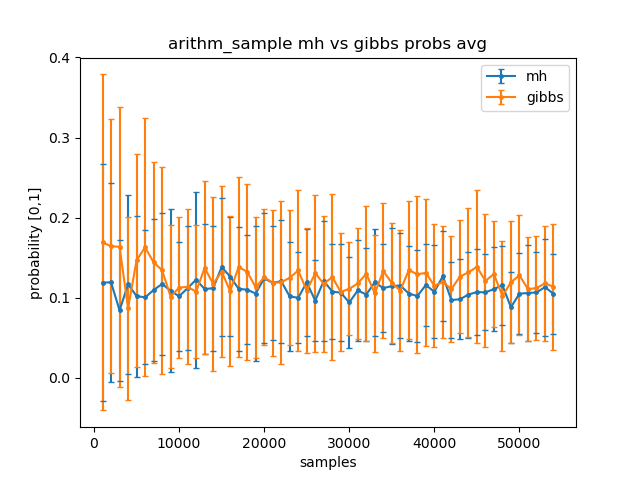 arithm_sample mh vs gibbs probs avg
mh
gibbs
probability [0,1]
0.4
0.3
0.2
0.1
0.0
0
10000
20000
30000
40000
50000
samples